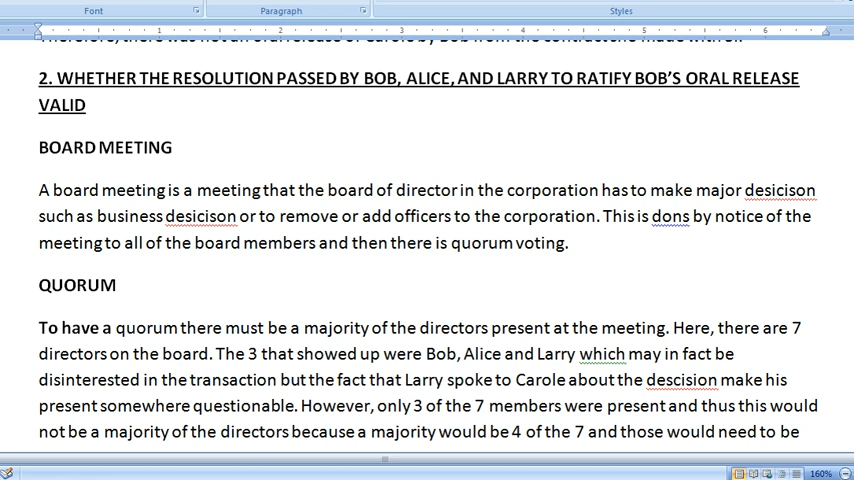 Font Paragraph Styles
1 2 3 4 5 6
2. WHETHER THE RESOLUTION PASSED BY BOB, ALICE, AND LARRY TO RATIFY BOB'S ORAL RELEASE
VALID
BOARD MEETING
A board meeting is a meeting that the board of director in the corporation has to make major desicison
such as business desicison or to remove or add officers to the corporation. This is dons by notice of the
meeting to all of the board members and then there is quorum voting.
QUORUM
To have a quorum there must be a majority of the directors present at the meeting. Here, there are 7
directors on the board. The 3 that showed up were Bob, Alice and Larry which may in fact be
disinterested in the transaction but the fact that Larry spoke to Carole about the descision make his
present somewhere questionable. However, only 3 of the 7 members were present and thus this would
not be a majority of the directors because a majority would be 4 of the 7 and those would need to be
160%